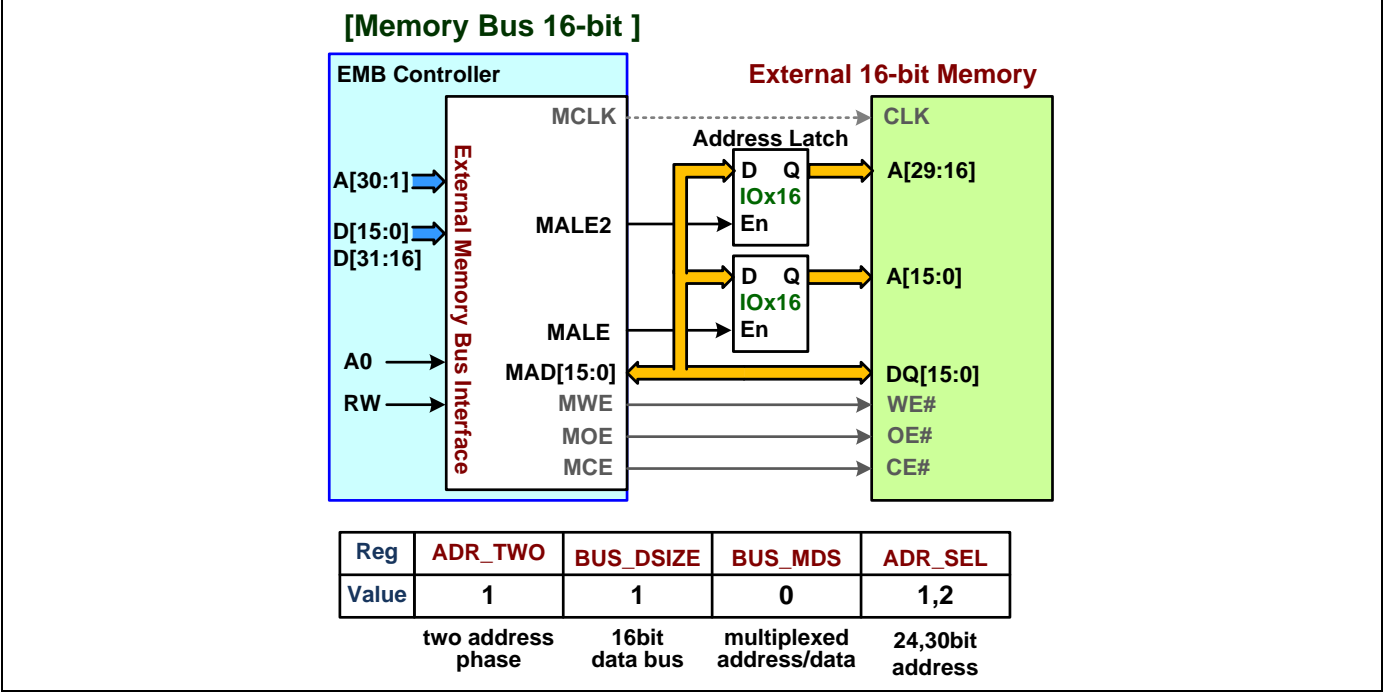 [Memory Bus 16-bit ]
EMB Controller
External 16-bit Memory
MCLK
CLK
Address Latch
External Memory Bus Interface
A[30:1]
D[15:0]
D[31:16]
D Q
IOx16
En
A[29:16]
MALE2
D Q
IOx16
En
A[15:0]
MALE
A0
MAD[15:0]
DQ[15:0]
RW
MWE
WE#
MOE
OE#
MCE
CE#
Reg ADR_TWO BUS_DSIZE BUS_MDS ADR_SEL
Value 1 1 0 1,2
two address
phase
16bit
data bus
multiplexed
address/data
24,30bit
address